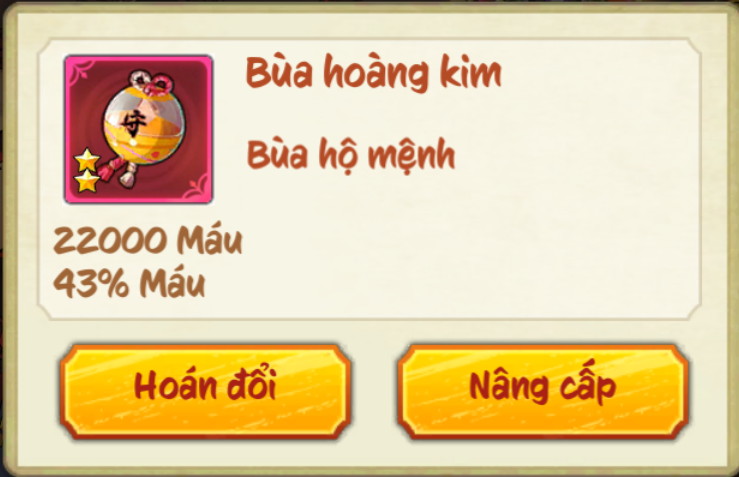 Bùa hoàng kim
守
Bùa hộ mệnh
22000 Máu
43% Máu
Hoán đổi
Nâng cấp